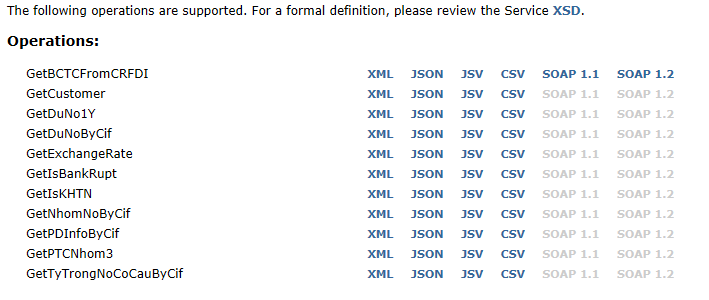 The following operations are supported. For a formal definition, please review the Service XSD.
Operations:
GetBCTCFromCRFDI XML JSON JSV CSV SOAP 1.1 SOAP 1.2
GetCustomer XML JSON JSV CSV SOAP 1.1 SOAP 1.2
GetDuNo1Y XML JSON JSV CSV SOAP 1.1 SOAP 1.2
GetDuNoByCif XML JSON JSV CSV SOAP 1.1 SOAP 1.2
GetExchangeRate XML JSON JSV CSV SOAP 1.1 SOAP 1.2
GetIsBankRupt XML JSON JSV CSV SOAP 1.1 SOAP 1.2
GetIsKHTN XML JSON JSV CSV SOAP 1.1 SOAP 1.2
GetNhomNoByCif XML JSON JSV CSV SOAP 1.1 SOAP 1.2
GetPDInfoByCif XML JSON JSV CSV SOAP 1.1 SOAP 1.2
GetPTCNhom3 XML JSON JSV CSV SOAP 1.1 SOAP 1.2
GetTyTrongNoCoCauByCif XML JSON JSV CSV SOAP 1.1 SOAP 1.2